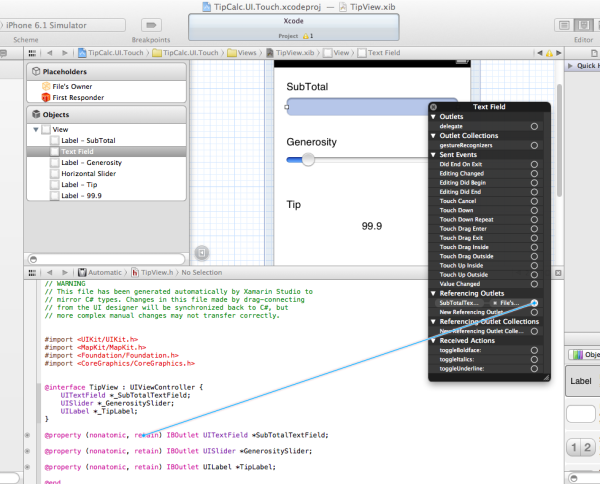 TipCalc.UI.Touch.xcodeproj — TipView.xib
iPhone 6.1 Simulator
Xcode
Project 1
Scheme
Breakpoints
Editor
TipCalc.UI.Touch
TipCalc.UI.Touch
Views
TipView.xib
View
Text Field
Placeholders
File's Owner
First Responder
Objects
View
Label – SubTotal
Text Field
Label – Generosity
Horizontal Slider
Label – Tip
Label – 99.9
SubTotal
Generosity
Tip
99.9
Text Field
Outlets
delegate
Outlet Collections
gestureRecognizers
Sent Events
Did End On Exit
Editing Changed
Editing Did Begin
Editing Did End
Touch Cancel
Touch Down
Touch Down Repeat
Touch Drag Enter
Touch Drag Exit
Touch Drag Inside
Touch Drag Outside
Touch Up Inside
Touch Up Outside
Value Changed
Referencing Outlets
SubTotalTex... File's...
New Referencing Outlet
Referencing Outlet Collections
New Referencing Outlet Colle...
Received Actions
toggleBoldface:
toggleItalics:
toggleUnderline:
Quick H
Obje
Label
1 2
Automatic
TipView.h
No Selection
// WARNING
// This file has been generated automatically by Xamarin Studio to
// mirror C# types. Changes in this file made by drag-connecting
// from the UI designer will be synchronized back to C#, but
// more complex manual changes may not transfer correctly.
#import <UIKit/UIKit.h>
#import <MapKit/MapKit.h>
#import <Foundation/Foundation.h>
#import <CoreGraphics/CoreGraphics.h>
@interface TipView : UIViewController {
UITextField *_SubTotalTextField;
UISlider *_GenerositySlider;
UILabel *_TipLabel;
}
@property (nonatomic, retain) IBOutlet UITextField *SubTotalTextField;
@property (nonatomic, retain) IBOutlet UISlider *GenerositySlider;
@property (nonatomic, retain) IBOutlet UILabel *TipLabel;
@end